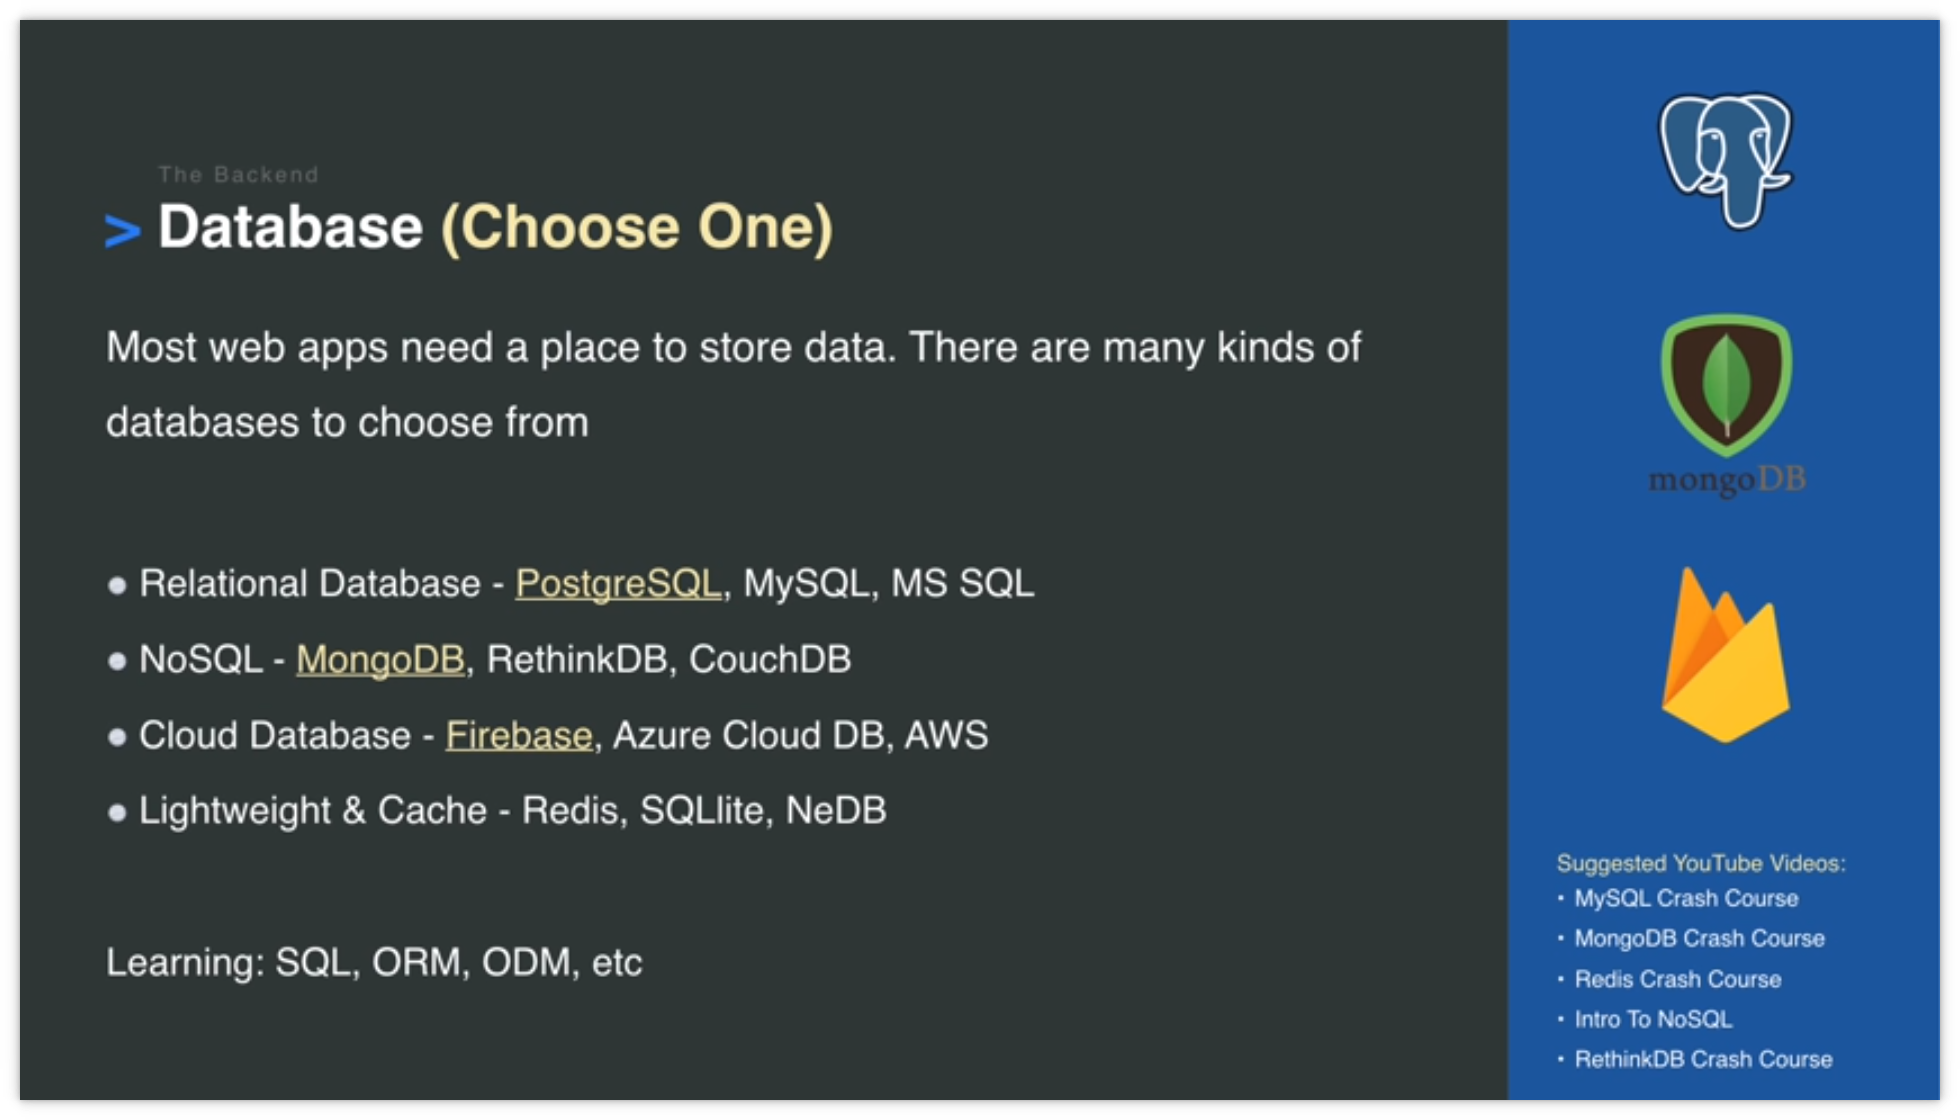 The Backend
> Database (Choose One)
Most web apps need a place to store data. There are many kinds of
databases to choose from
● Relational Database - PostgreSQL, MySQL, MS SQL
● NoSQL - MongoDB, RethinkDB, CouchDB
● Cloud Database - Firebase, Azure Cloud DB, AWS
● Lightweight & Cache - Redis, SQLlite, NeDB
Learning: SQL, ORM, ODM, etc
mongoDB
Suggested YouTube Videos:
• MySQL Crash Course
• MongoDB Crash Course
• Redis Crash Course
• Intro To NoSQL
• RethinkDB Crash Course